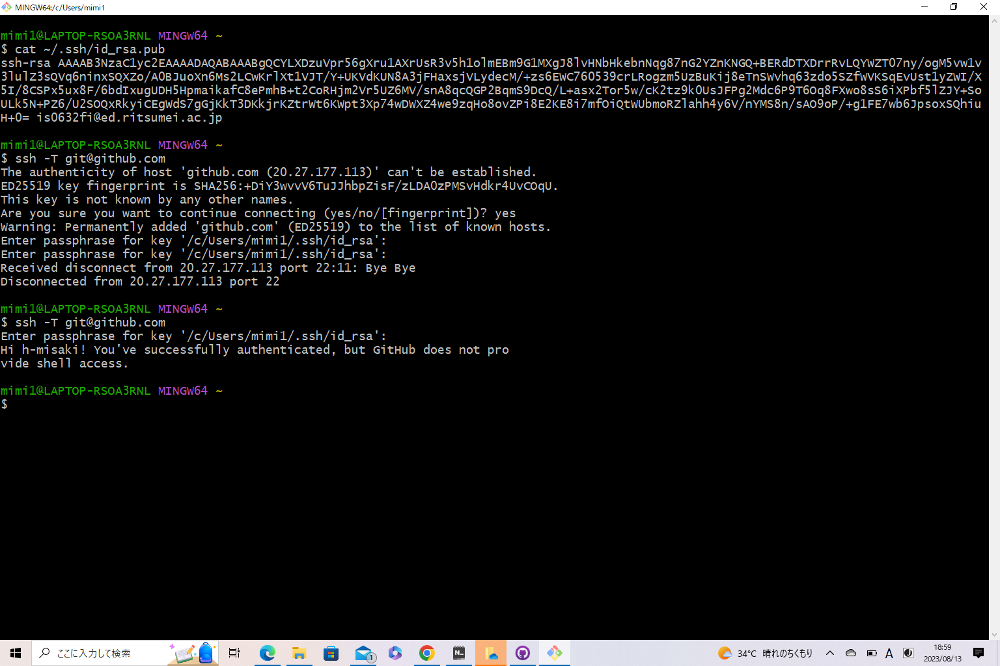 MINGW64:/c/Users/mimi1
mimi1@LAPTOP-RSOA3RNL MINGW64 ~
$ cat ~/.ssh/id_rsa.pub
ssh-rsa AAAAB3NzaC1yc2EAAAADAQABAAABgQCYLXDzuVpr56gXru1AXrUsR3v5h1olmEBm9G1MXgJ8lvHNbHkebnNqg87nG2YZnKNGQ+BERdDTXDrrRvLQYWZT07ny/ogM5vw1v
3lulZ3sQVq6ninxSQXZo/A0BJuoXn6Ms2LCwKrlXt1VJT/Y+UKVdKUN8A3jFHaxsjVLydecM/+zs6EWC760539crLRogzm5UzBuKij8eTnSWvhq63zdo5SZfWVKSqEvUst1yZWI/X
5I/8CSPx5ux8F/6bdIxugUDH5HpmaikafC8ePmhB+t2CoRHjm2Vr5UZ6MV/snA8qcQGP2BqmS9DcQ/L+asx2Tor5w/cK2tz9k0UsJFPg2Mdc6P9T6Oq8FXwo8sS6iXPbf5lZJY+So
ULk5N+PZ6/U2SOQxRkyiCEgWdS7gGjKkT3DKkjrKZtrWt6KWpt3Xp74wDWXZ4we9zqHo8ovZPi8E2KE8i7mfOiQtWUbmoRZlahh4y6V/nYMS8n/sAO9oP/+g1FE7wb6JpsoxSQhiu
H+0= is0632fi@ed.ritsumei.ac.jp
mimi1@LAPTOP-RSOA3RNL MINGW64 ~
$ ssh -T git@github.com
The authenticity of host 'github.com (20.27.177.113)' can't be established.
ED25519 key fingerprint is SHA256:+DiY3wvvV6TuJJhbpZisF/zLDA0zPMSvHdkr4UvCOqU.
This key is not known by any other names.
Are you sure you want to continue connecting (yes/no/[fingerprint])? yes
Warning: Permanently added 'github.com' (ED25519) to the list of known hosts.
Enter passphrase for key '/c/Users/mimi1/.ssh/id_rsa':
Enter passphrase for key '/c/Users/mimi1/.ssh/id_rsa':
Received disconnect from 20.27.177.113 port 22:11: Bye Bye
Disconnected from 20.27.177.113 port 22
mimi1@LAPTOP-RSOA3RNL MINGW64 ~
$ ssh -T git@github.com
Enter passphrase for key '/c/Users/mimi1/.ssh/id_rsa':
Hi h-misaki! You've successfully authenticated, but GitHub does not pro
vide shell access.
mimi1@LAPTOP-RSOA3RNL MINGW64 ~
$
ここに入力して検索
1
N_
34°C 晴れのちくもり
A
18:59
2023/08/13